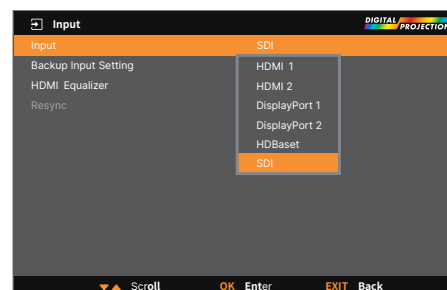 Input
DIGITAL PROJECTION
Input SDI
Backup Input Setting
HDMI Equalizer
Resync
HDMI 1
HDMI 2
DisplayPort 1
DisplayPort 2
HDBaset
SDI
Scroll OK Enter EXIT Back